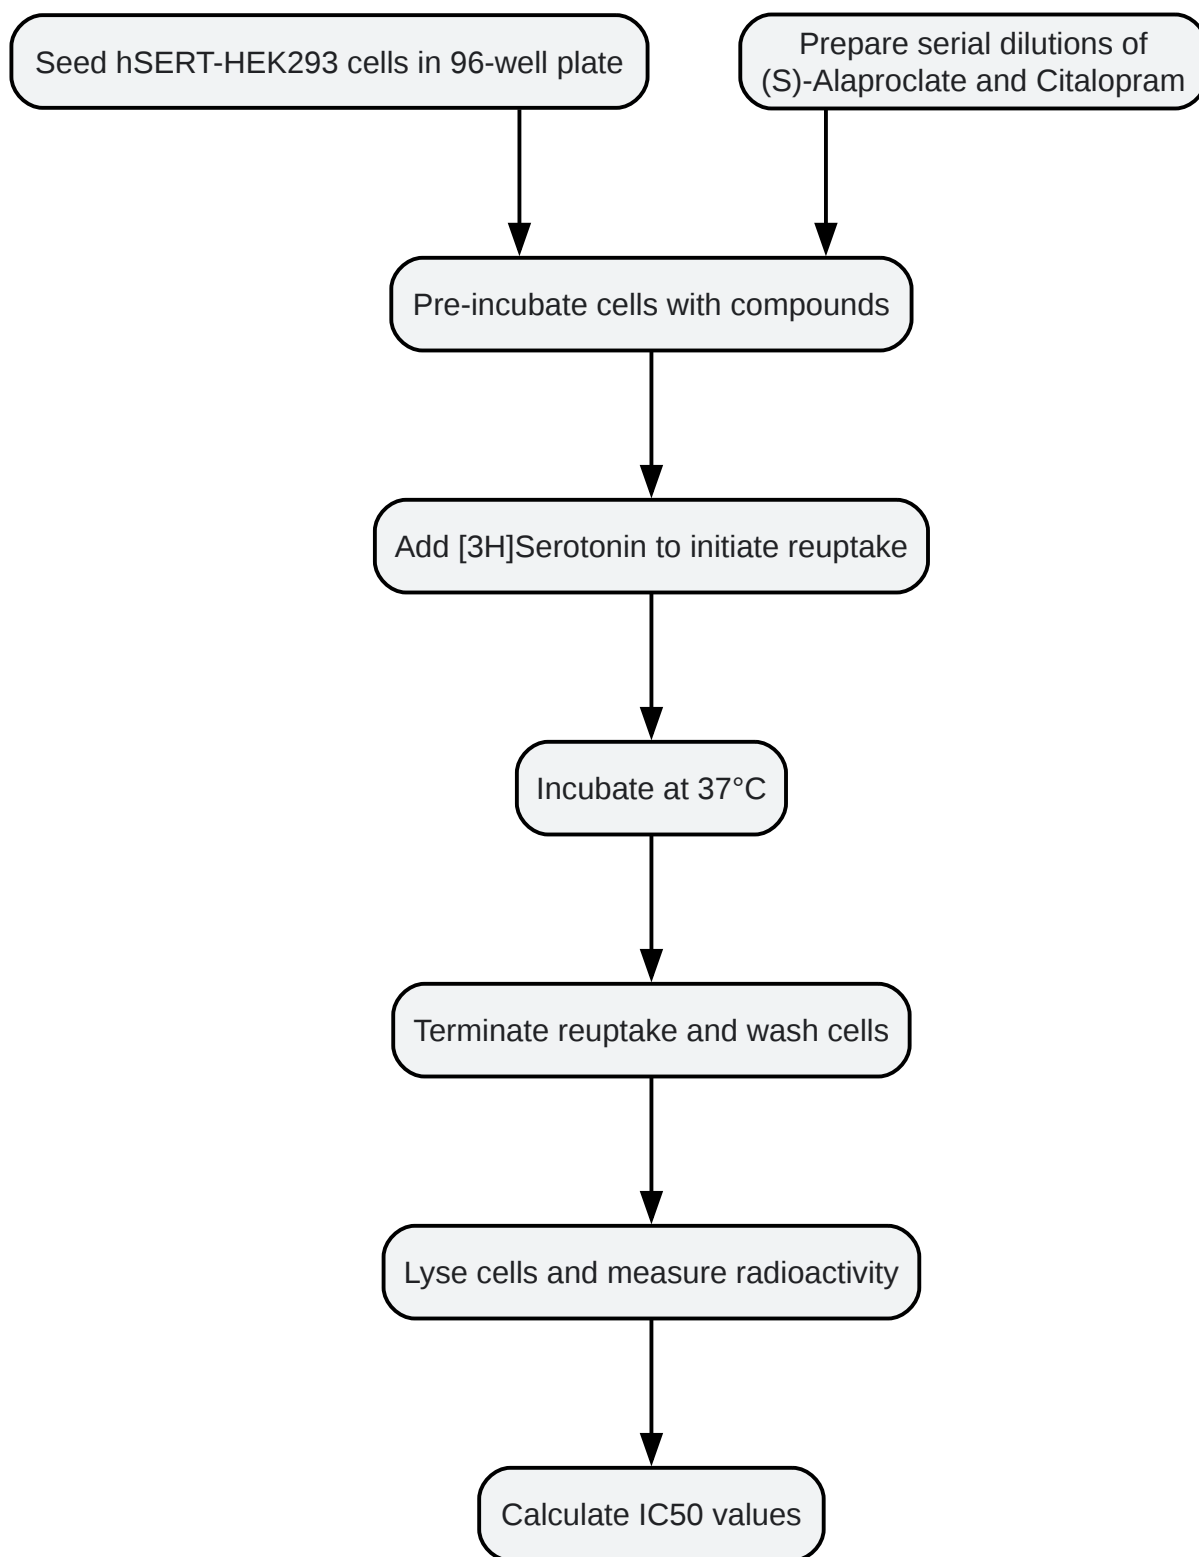 Seed hSERT-HEK293 cells in 96-well plate
Prepare serial dilutions of
(S)-Alaproclate and Citalopram
Pre-incubate cells with compounds
Add [3H]Serotonin to initiate reuptake
Incubate at 37°C
Terminate reuptake and wash cells
Lyse cells and measure radioactivity
Calculate IC50 values